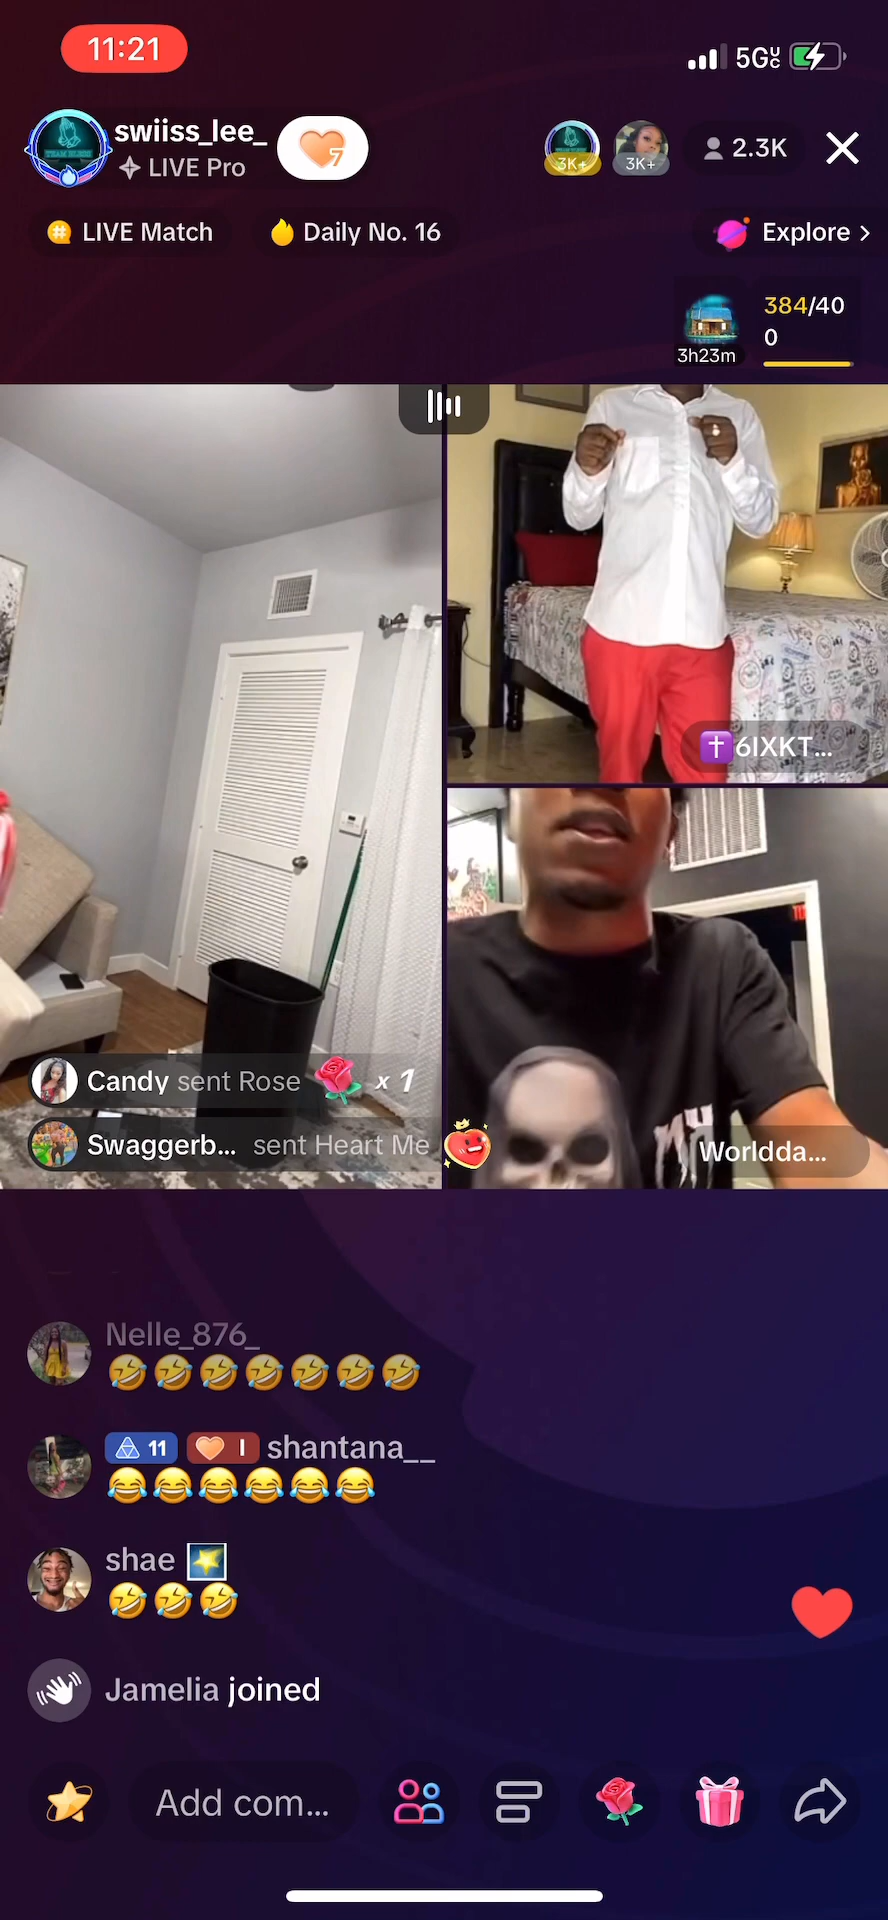 11:21
5G UC
swiiss_lee_
7
LIVE Pro
3K+
3K+
2.3K
LIVE Match
Daily No. 16
Explore >
384/40
0
3h23m
✝️6IXKT...
Candy sent Rose x 1
Swaggerb... sent Heart Me
Worldda...
Nelle_876_
🤣🤣🤣🤣🤣🤣🤣
11 I shantana__
😂😂😂😂😂😂
shae
🤣🤣🤣
Jamelia joined
Add com...